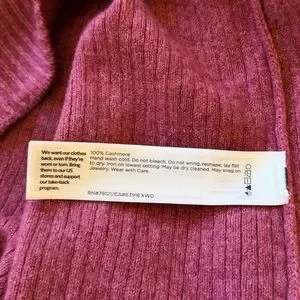 We want our clothes
back, even if they're
worn or torn. Bring
them to our US
stores and support
our take-back
program.
100% Cashmere
Hand wash cold. Do not bleach. Do not wring, reshape, lay flat
to dry. Iron on lowest setting. May be dry cleaned. May snag on
Jewelry, Wear with Care.
RN#78121/CA#63918 XWD